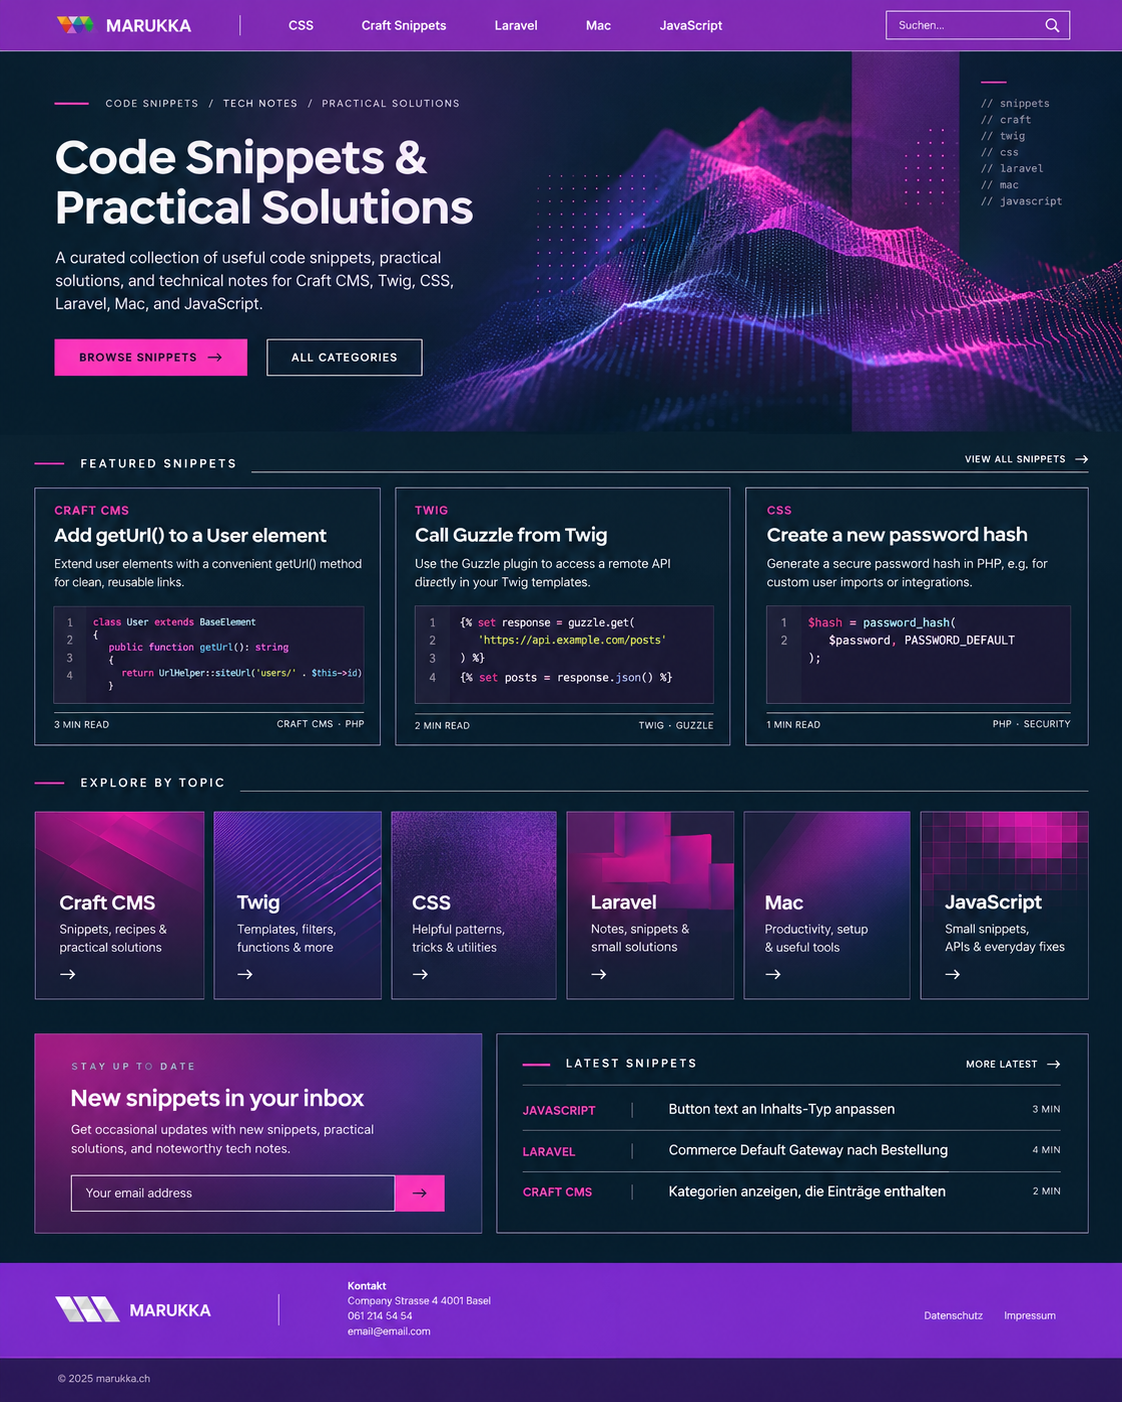 MARUKKA
CSS
Craft Snippets
Laravel
Mac
JavaScript
Suchen...
CODE SNIPPETS / TECH NOTES / PRACTICAL SOLUTIONS
Code Snippets &
Practical Solutions
A curated collection of useful code snippets, practical
solutions, and technical notes for Craft CMS, Twig, CSS,
Laravel, Mac, and JavaScript.
BROWSE SNIPPETS →
ALL CATEGORIES
// snippets
// craft
// twig
// css
// laravel
// mac
// javascript
FEATURED SNIPPETS
VIEW ALL SNIPPETS →
CRAFT CMS
Add getUrl() to a User element
Extend user elements with a convenient getUrl() method
for clean, reusable links.
1 class User extends BaseElement
2 {
public function getUrl(): string
3 {
4 return UrlHelper::siteUrl('users/' . $this->id)
}
3 MIN READ
CRAFT CMS · PHP
TWIG
Call Guzzle from Twig
Use the Guzzle plugin to access a remote API
directly in your Twig templates.
1 {% set response = guzzle.get(
2 'https://api.example.com/posts'
3 ) %}
4 {% set posts = response.json() %}
2 MIN READ
TWIG · GUZZLE
CSS
Create a new password hash
Generate a secure password hash in PHP, e.g. for
custom user imports or integrations.
1 $hash = password_hash(
2 $password, PASSWORD_DEFAULT
);
1 MIN READ
PHP · SECURITY
EXPLORE BY TOPIC
Craft CMS
Snippets, recipes &
practical solutions
→
Twig
Templates, filters,
functions & more
→
CSS
Helpful patterns,
tricks & utilities
→
Laravel
Notes, snippets &
small solutions
→
Mac
Productivity, setup
& useful tools
→
JavaScript
Small snippets,
APIs & everyday fixes
→
STAY UP TO DATE
New snippets in your inbox
Get occasional updates with new snippets, practical
solutions, and noteworthy tech notes.
Your email address
→
LATEST SNIPPETS
MORE LATEST →
JAVASCRIPT | Button text an Inhalts-Typ anpassen 3 MIN
LARAVEL | Commerce Default Gateway nach Bestellung 4 MIN
CRAFT CMS | Kategorien anzeigen, die Einträge enthalten 2 MIN
MARUKKA
Kontakt
Company Strasse 4 4001 Basel
061 214 54 54
email@email.com
Datenschutz
Impressum
© 2025 marukka.ch